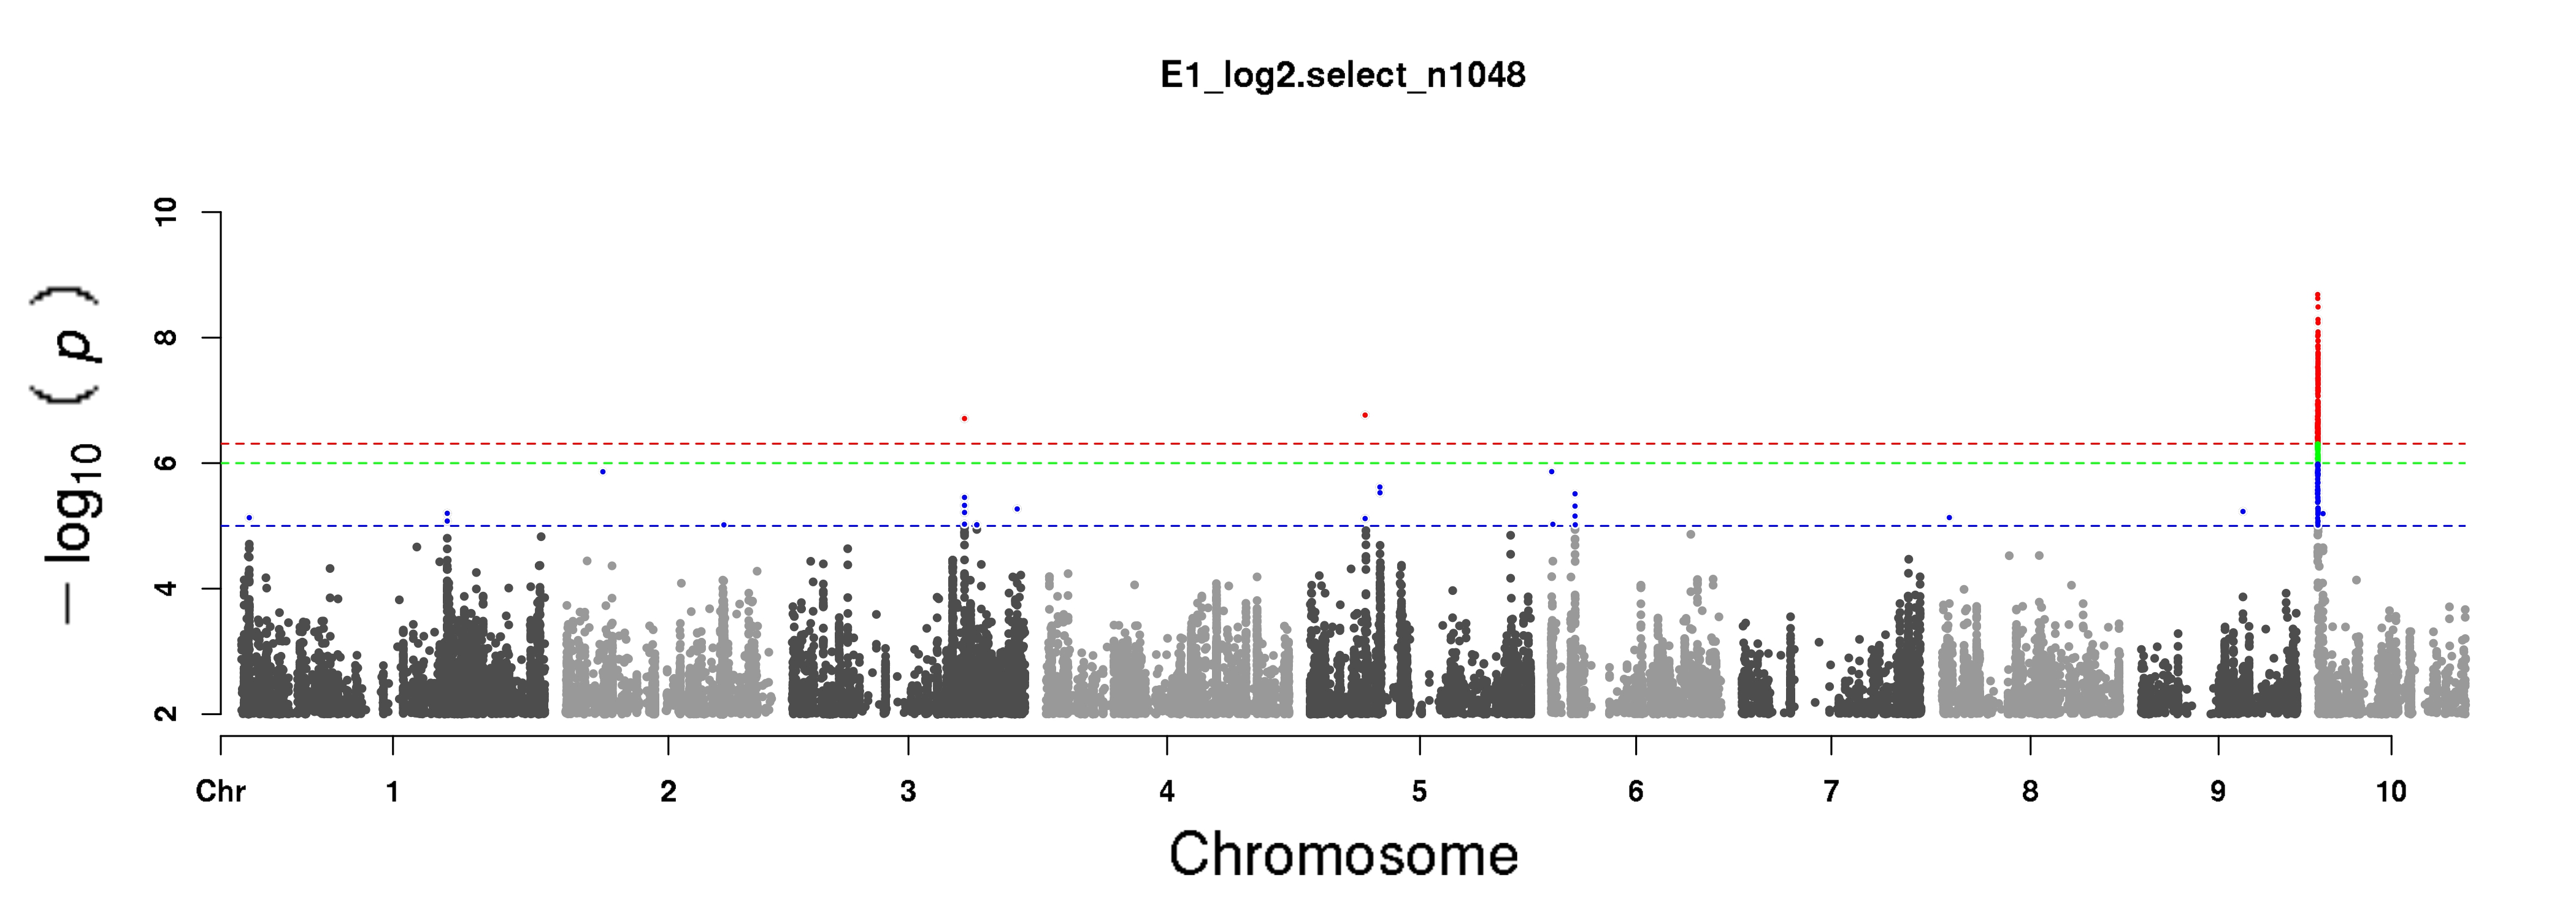 E1_log2.select_n1048
− log10 ( p )
10
8
6
4
2
Chr 1 2 3 4 5 6 7 8 9 10
Chromosome